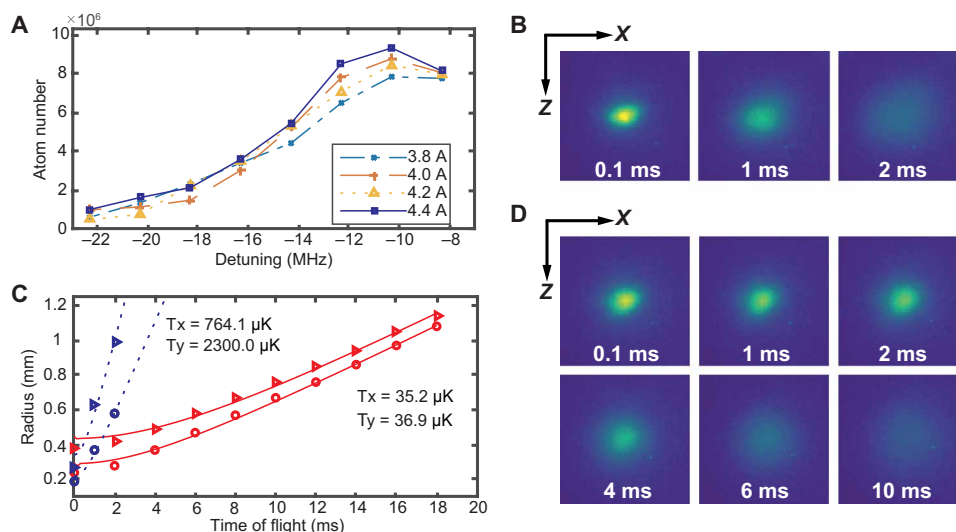 A
×10⁶
10
8
6
4
2
0
Atom number
3.8 A
4.0 A
4.2 A
4.4 A
–22 –20 –18 –16 –14 –12 –10 –8
Detuning (MHz)
B
X
Z
0.1 ms 1 ms 2 ms
C
1.2
1
0.8
0.6
0.4
0.2
Radius (mm)
Tx = 764.1 µK
Ty = 2300.0 µK
Tx = 35.2 µK
Ty = 36.9 µK
0 2 4 6 8 10 12 14 16 18 20
Time of flight (ms)
D
X
Z
0.1 ms 1 ms 2 ms
4 ms 6 ms 10 ms